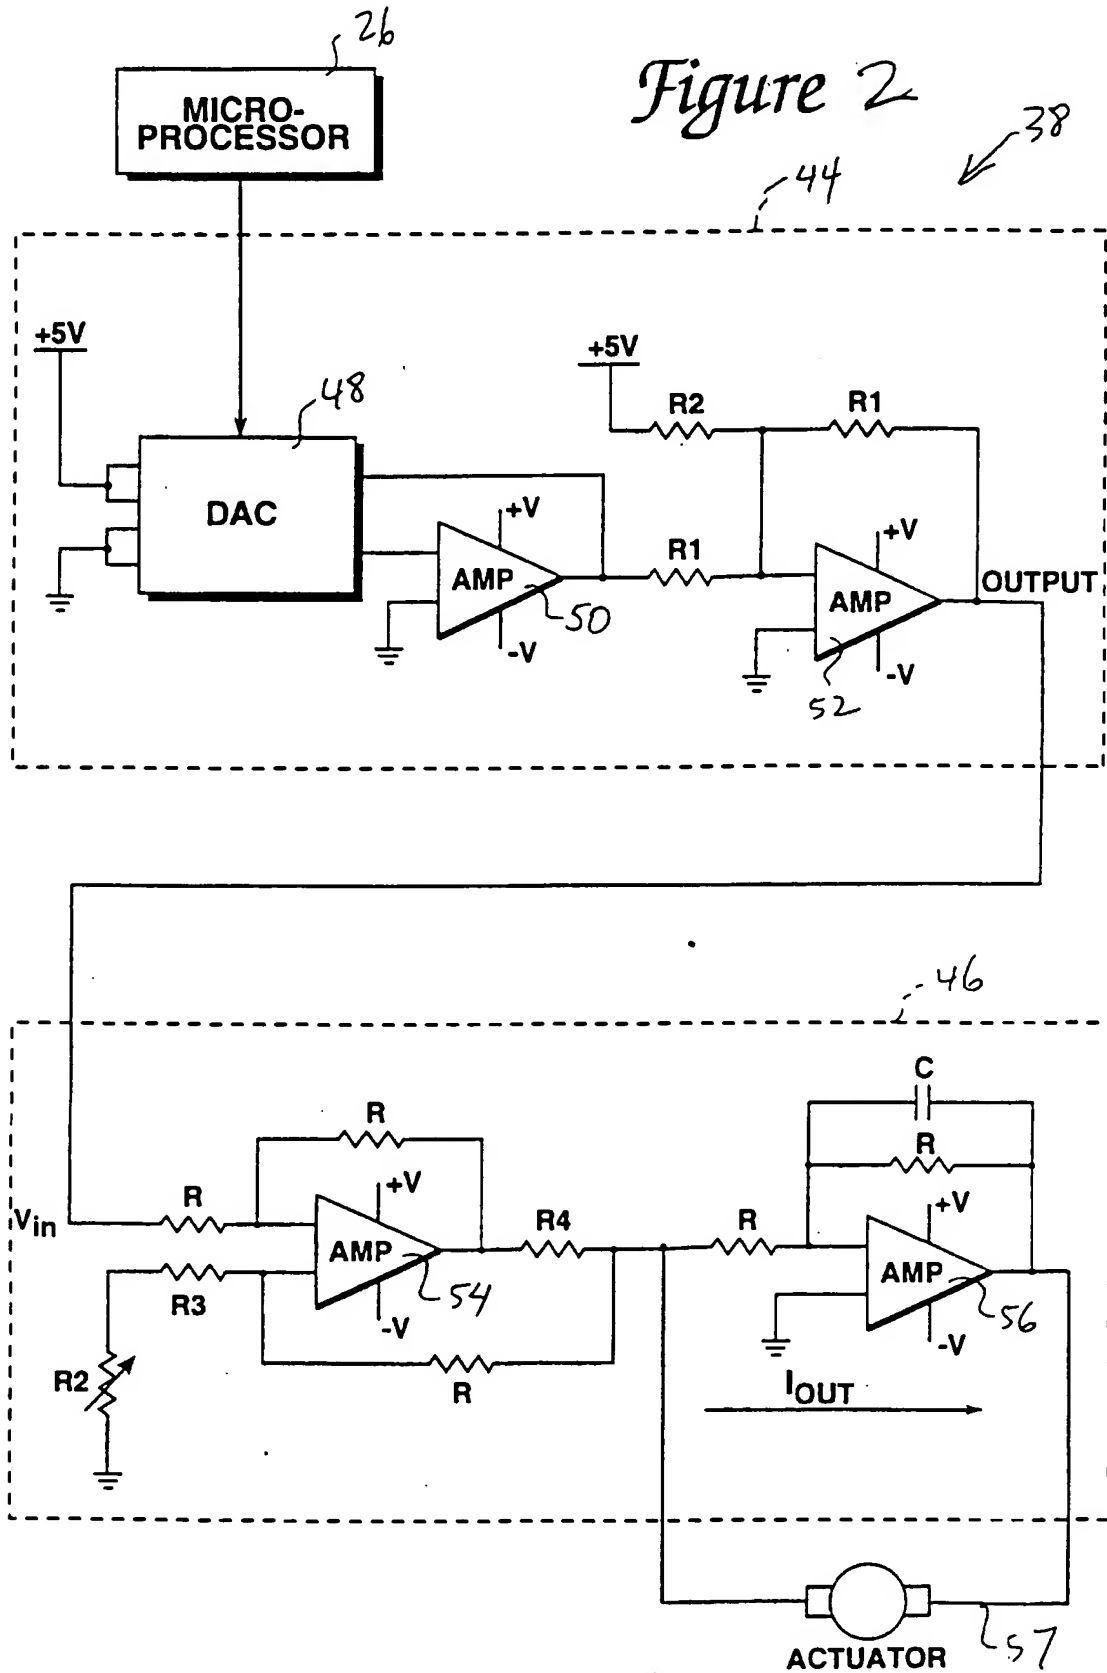 26
Figure 2
38
MICRO-
PROCESSOR
44
+5V
+5V
48
R2
R1
DAC
+V
+V
AMP
R1
AMP
OUTPUT
50
-V
-V
52
46
C
R
R
+V
+V
Vin
R
R4
R
AMP
AMP
R3
54
56
-V
-V
R2
R
IOUT
57
ACTUATOR